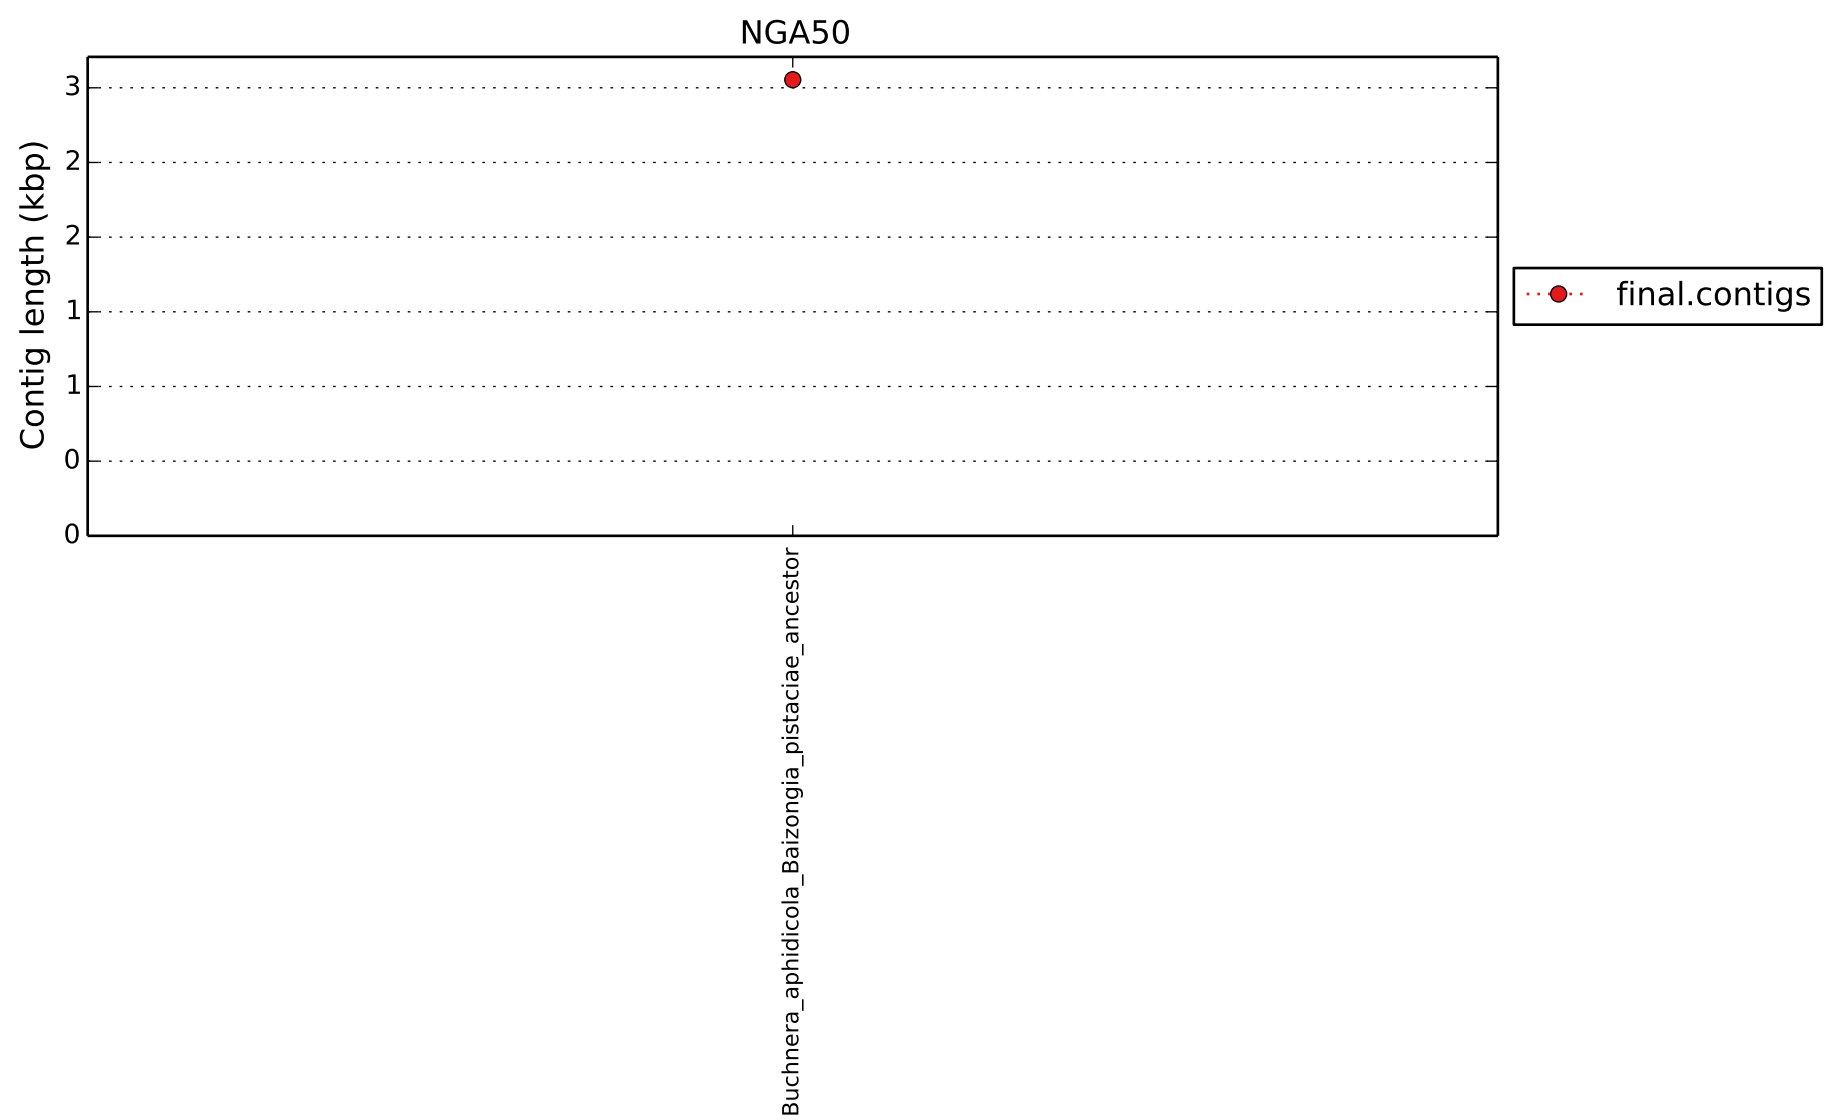 NGA50
Contig length (kbp)
3
2
2
1
1
0
0
final.contigs
Buchnera_aphidicola_Baizongia_pistaciae_ancestor